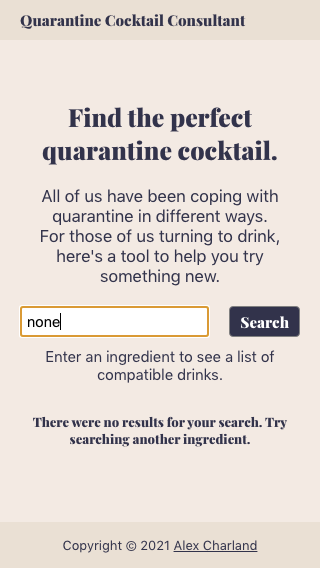 Quarantine Cocktail Consultant
Find the perfect
quarantine cocktail.
All of us have been coping with
quarantine in different ways.
For those of us turning to drink,
here's a tool to help you try
something new.
none
Search
Enter an ingredient to see a list of
compatible drinks.
There were no results for your search. Try
searching another ingredient.
Copyright © 2021 Alex Charland